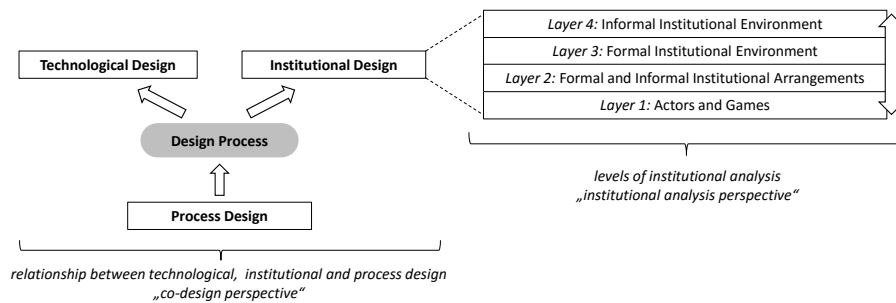 Technological Design
Institutional Design
Design Process
Process Design
relationship between technological, institutional and process design
„co-design perspective“
Layer 4: Informal Institutional Environment
Layer 3: Formal Institutional Environment
Layer 2: Formal and Informal Institutional Arrangements
Layer 1: Actors and Games
levels of institutional analysis
„institutional analysis perspective“